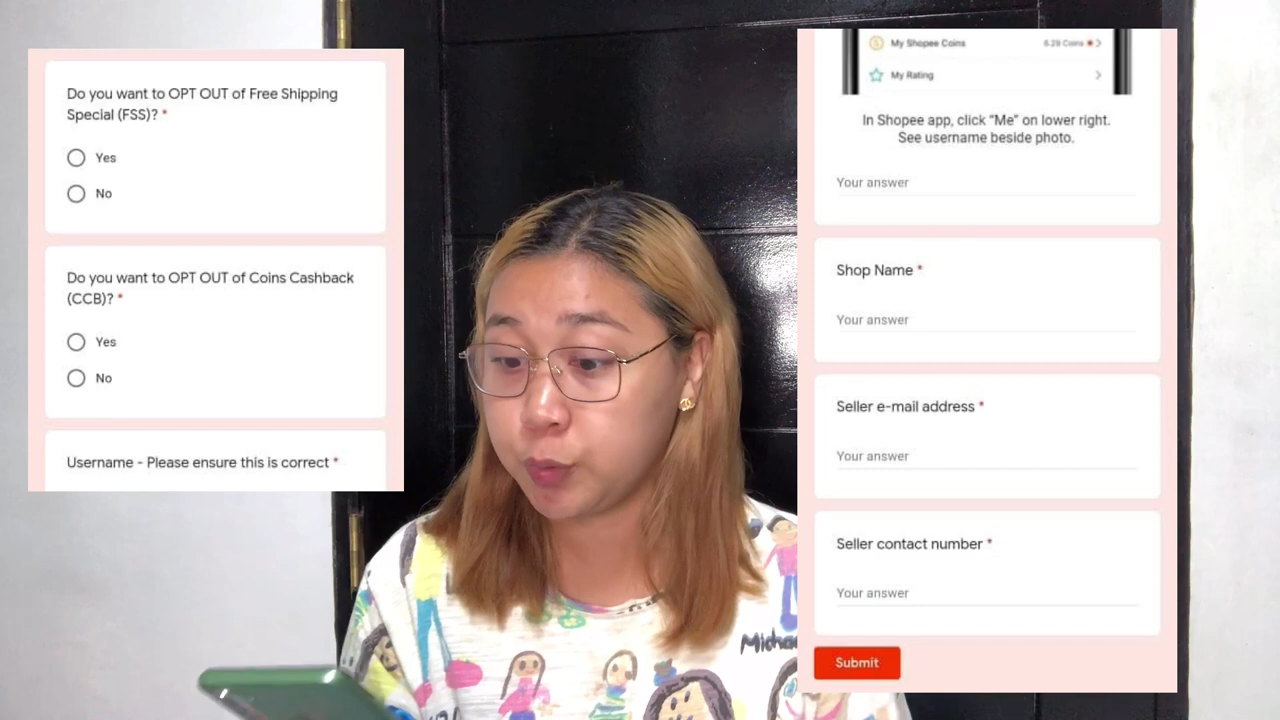 Do you want to OPT OUT of Free Shipping
Special (FSS)? *
Yes
No
Do you want to OPT OUT of Coins Cashback
(CCB)? *
Yes
No
Username - Please ensure this is correct *
My Shopee Coins
6.29 Coins
My Rating
In Shopee app, click “Me” on lower right.
See username beside photo.
Your answer
Shop Name *
Your answer
Seller e-mail address *
Your answer
Seller contact number *
Your answer
Submit